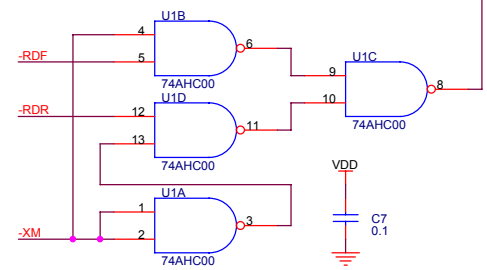 U1B
4
6
-RDF
5
74AHC00
U1C
9
8
10
74AHC00
U1D
-RDR
12
11
13
74AHC00
VDD
U1A
1
3
C7
-XM
2
0.1
74AHC00